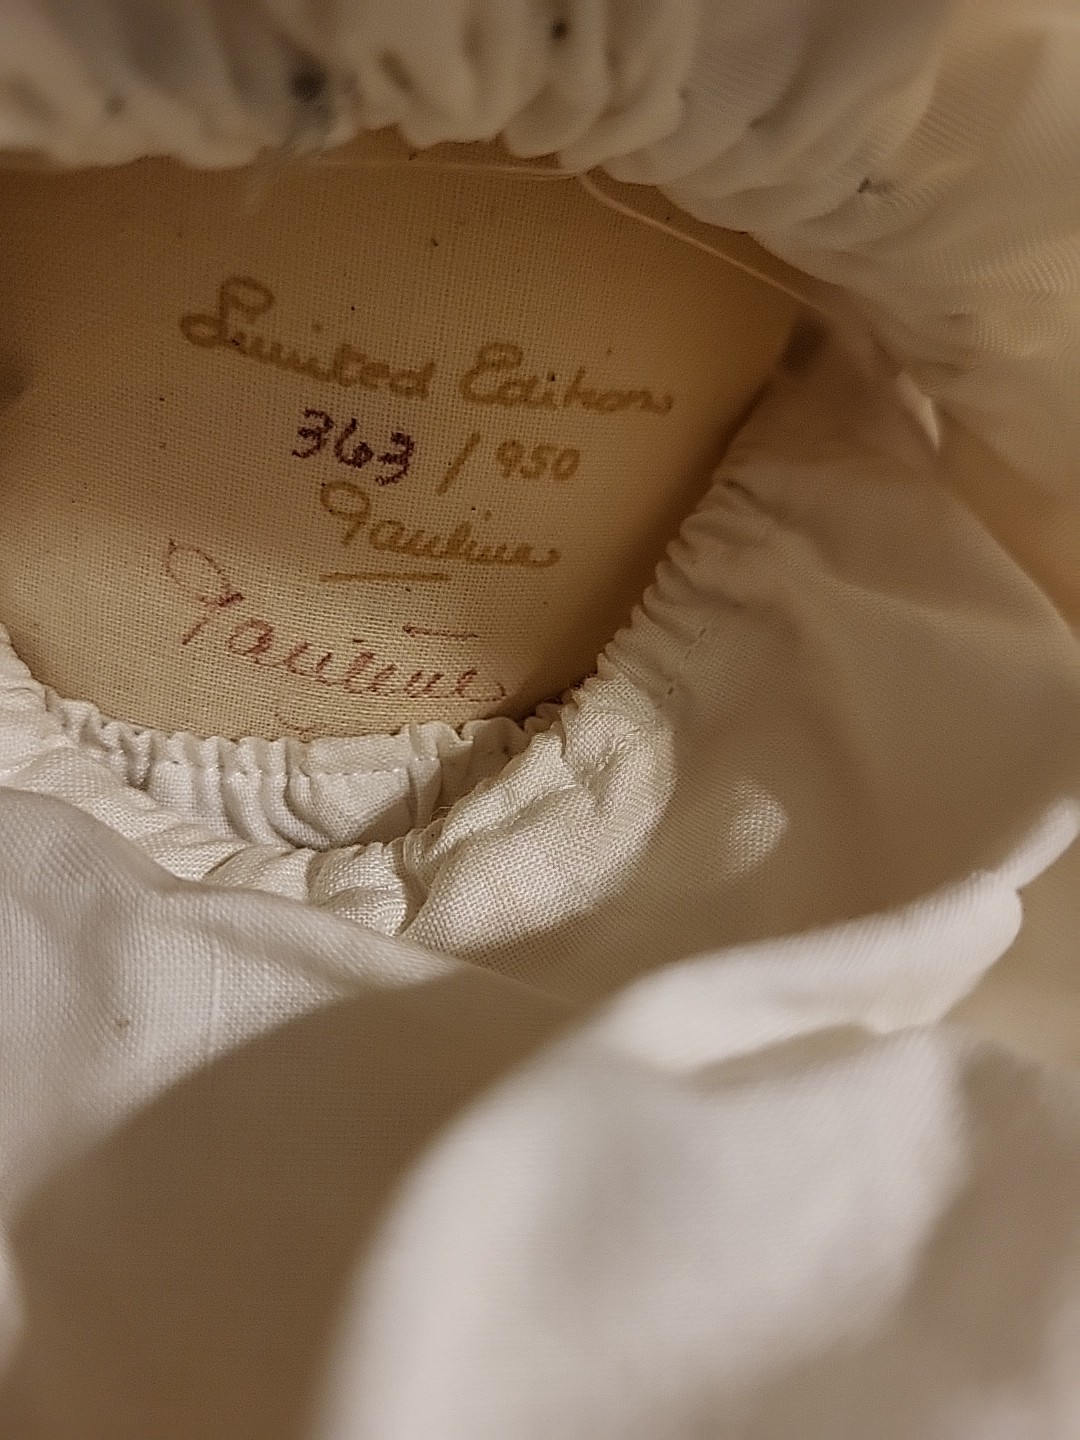 Limited Edition
363 / 950
Pauline
Pauline